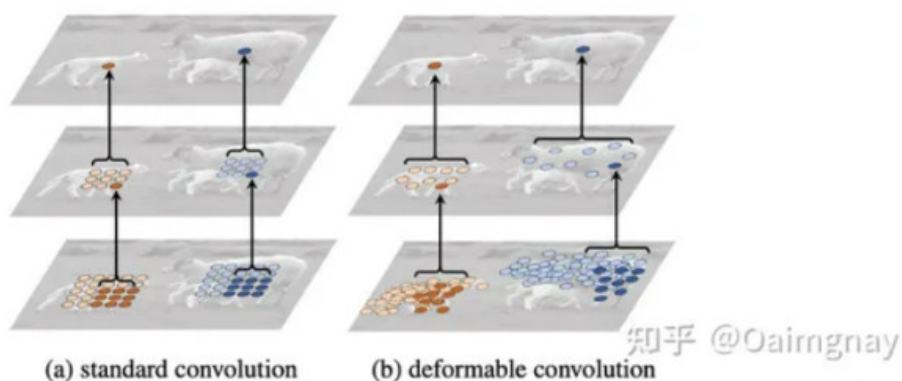 知乎 @Oaimgnay
(a) standard convolution
(b) deformable convolution